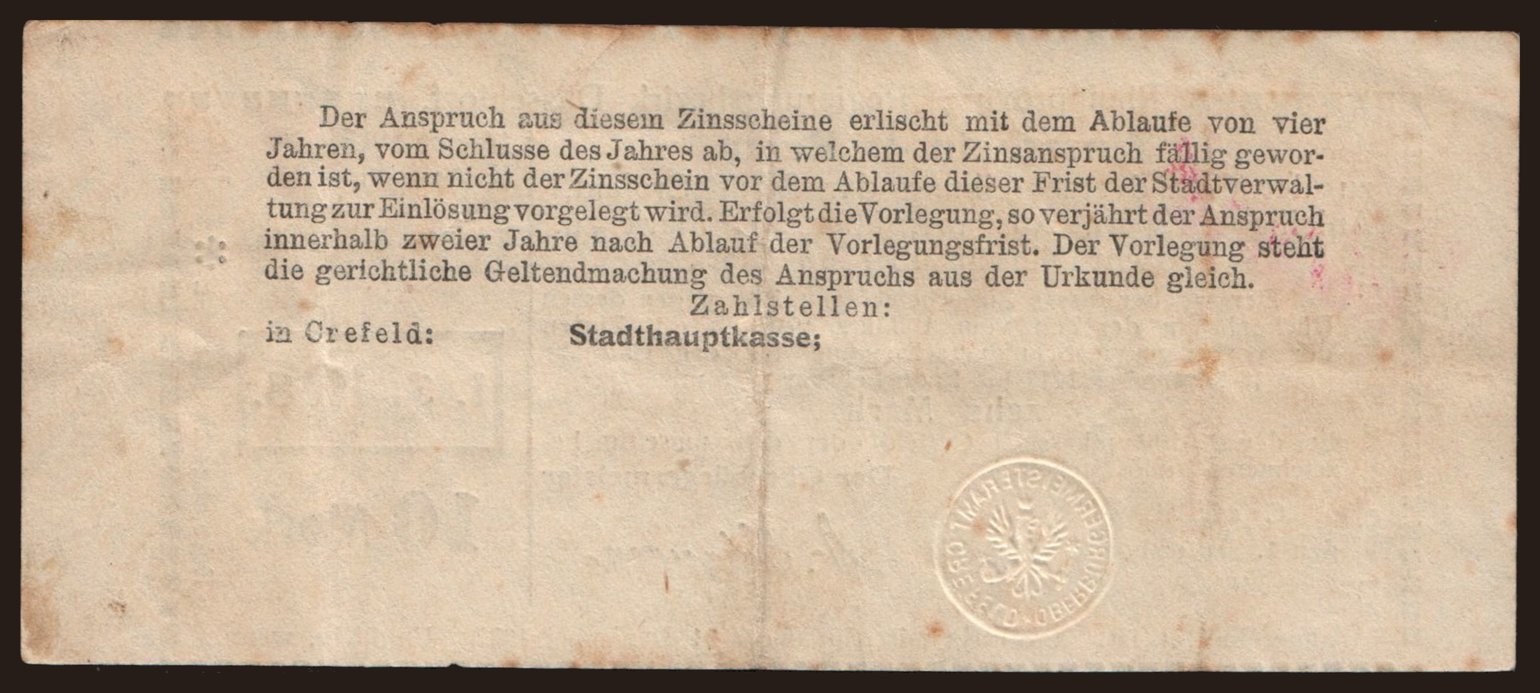 Der Anspruch aus diesem Zinsscheine erlischt mit dem Ablaufe von vier
Jahren, vom Schlusse des Jahres ab, in welchem der Zinsanspruch fällig gewor-
den ist, wenn nicht der Zinsschein vor dem Ablaufe dieser Frist der Stadtverwal-
tung zur Einlösung vorgelegt wird. Erfolgt die Vorlegung, so verjährt der Anspruch
innerhalb zweier Jahre nach Ablauf der Vorlegungsfrist. Der Vorlegung steht
die gerichtliche Geltendmachung des Anspruchs aus der Urkunde gleich.
Zahlstellen:
in Crefeld: Stadthauptkasse;
OBERBÜRGERMEISTERAMT CREFELD